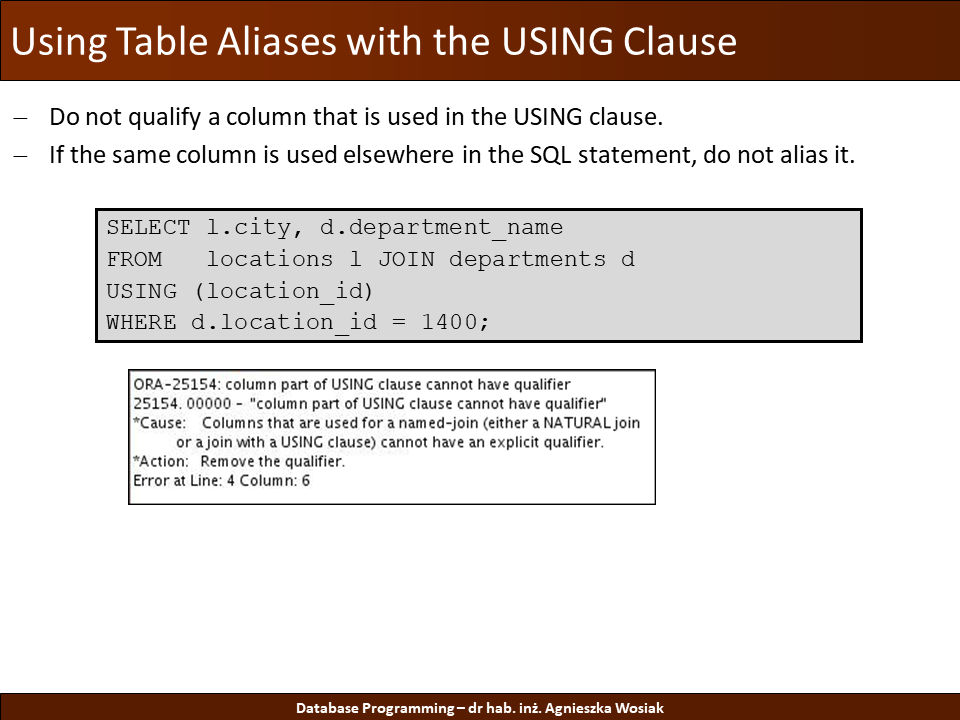 Using Table Aliases with the USING Clause
– Do not qualify a column that is used in the USING clause.
– If the same column is used elsewhere in the SQL statement, do not alias it.
SELECT l.city, d.department_name
FROM   locations l JOIN departments d
USING (location_id)
WHERE d.location_id = 1400;
ORA-25154: column part of USING clause cannot have qualifier
25154. 00000 - "column part of USING clause cannot have qualifier"
*Cause: Columns that are used for a named-join (either a NATURAL join
or a join with a USING clause) cannot have an explicit qualifier.
*Action: Remove the qualifier.
Error at Line: 4 Column: 6
Database Programming – dr hab. inż. Agnieszka Wosiak